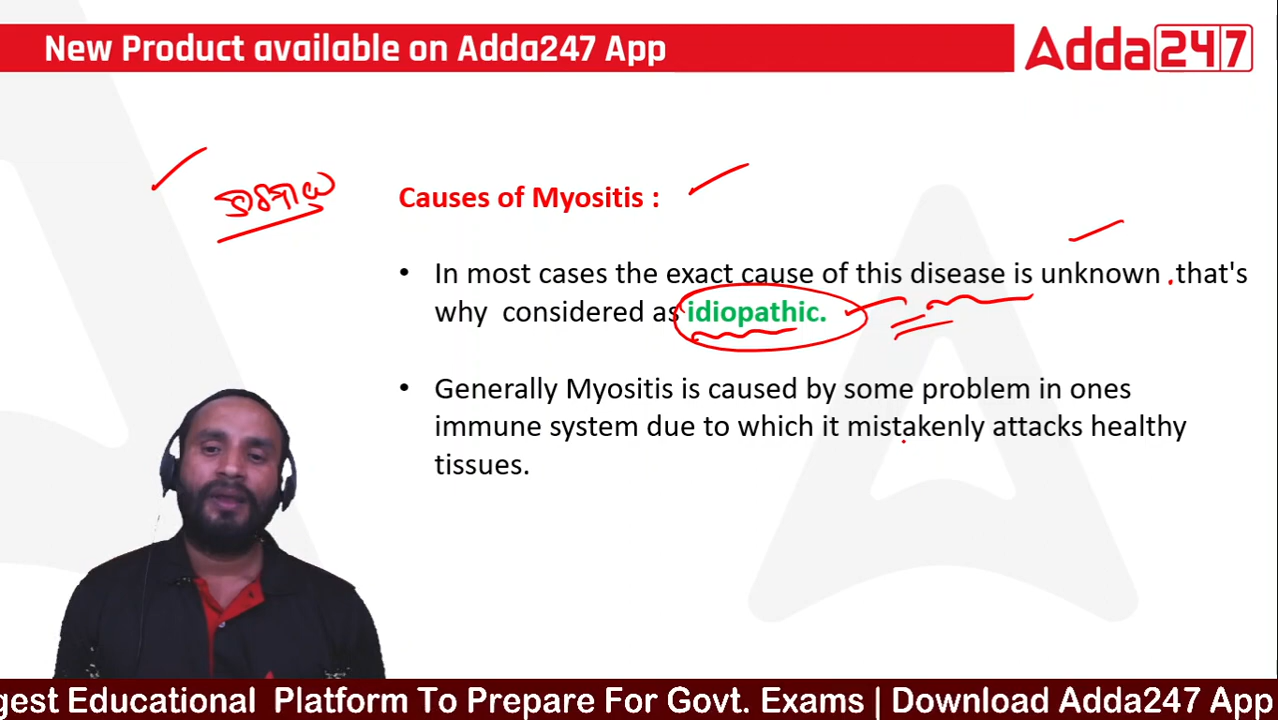 New Product available on Adda247 App
Adda247
Causes of Myositis :
• In most cases the exact cause of this disease is unknown .that's
why considered as idiopathic.
• Generally Myositis is caused by some problem in ones
immune system due to which it mistakenly attacks healthy
tissues.
gest Educational Platform To Prepare For Govt. Exams | Download Adda247 App